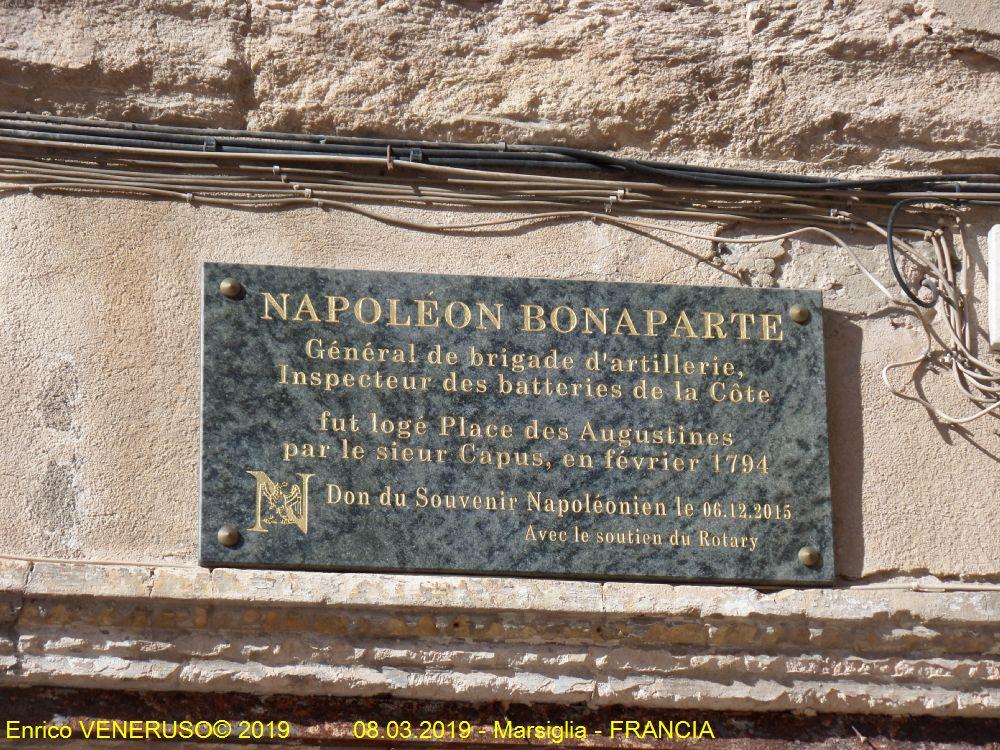 NAPOLÉON BONAPARTE
Général de brigade d'artillerie,
Inspecteur des batteries de la Côte
fut logé Place des Augustines
par le sieur Capus, en février 1794
N Don du Souvenir Napoléonien le 06.12.2015
Avec le soutien du Rotary
Enrico VENERUSO© 2019 08.03.2019 - Marsiglia - FRANCIA